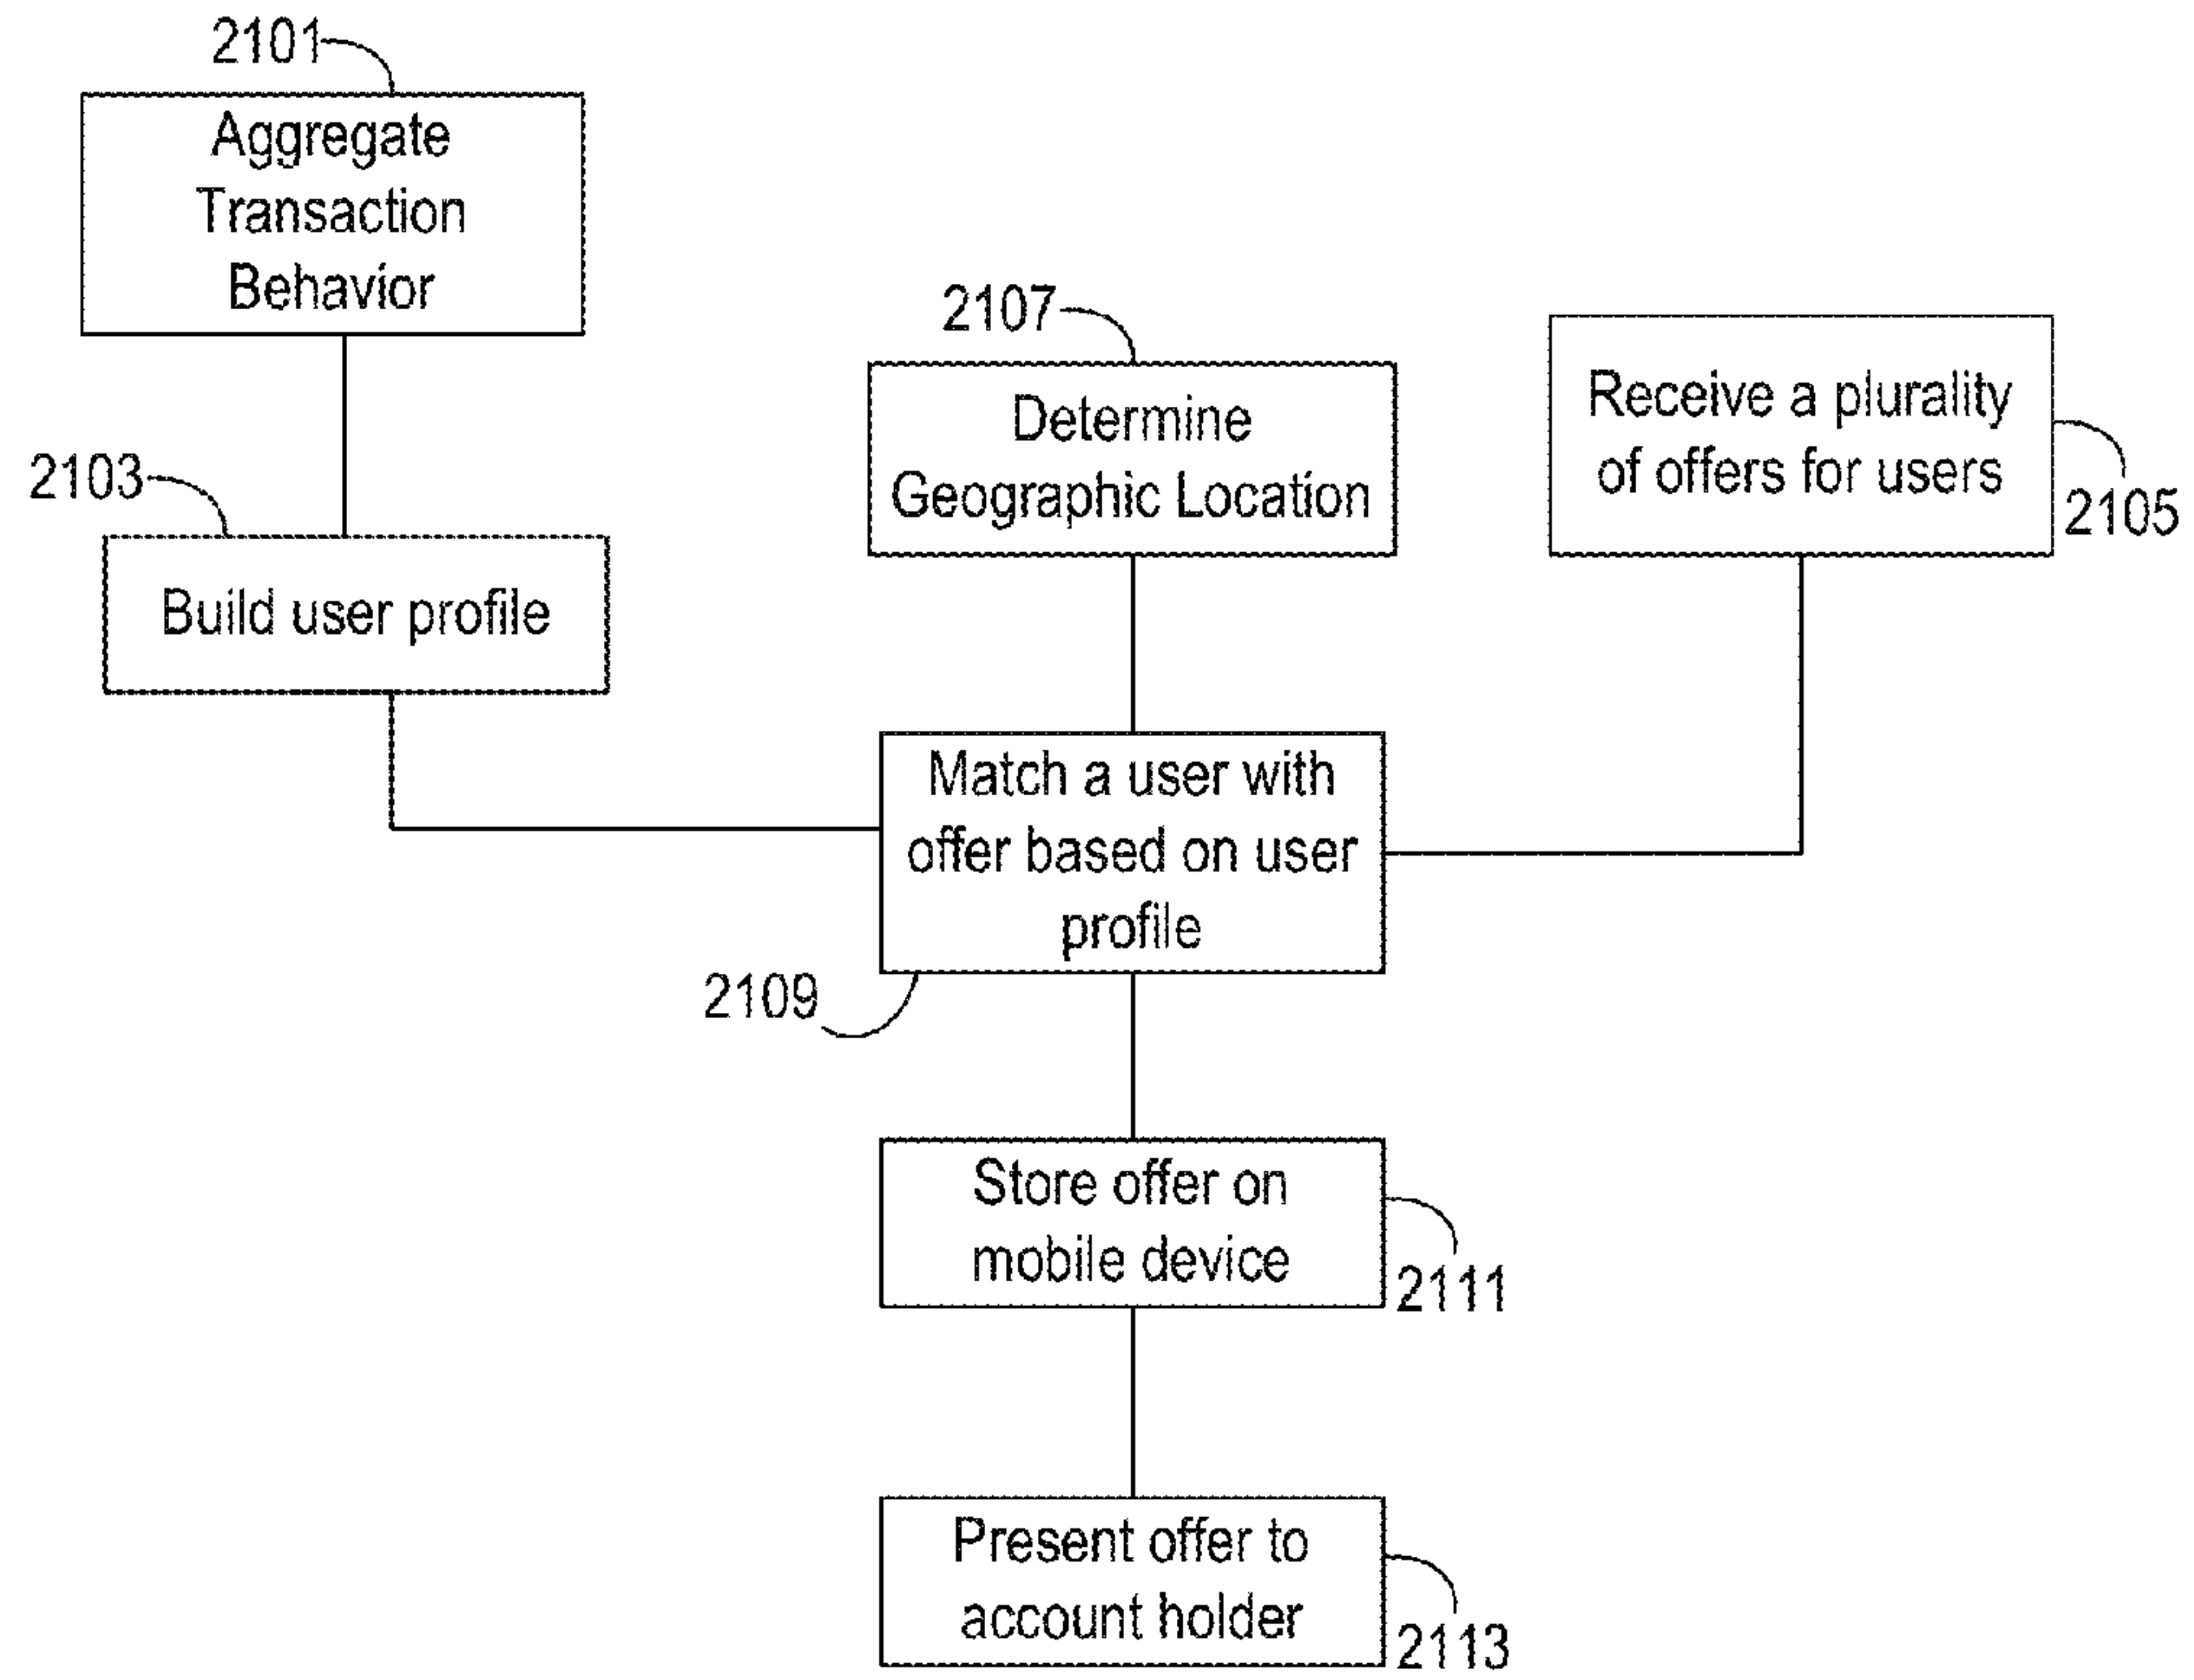 2101
Aggregate
Transaction
Behavior
2103
Build user profile
2107
Determine
Geographic Location
Receive a plurality
of offers for users
2105
Match a user with
offer based on user
profile
2109
Store offer on
mobile device
2111
Present offer to
account holder
2113